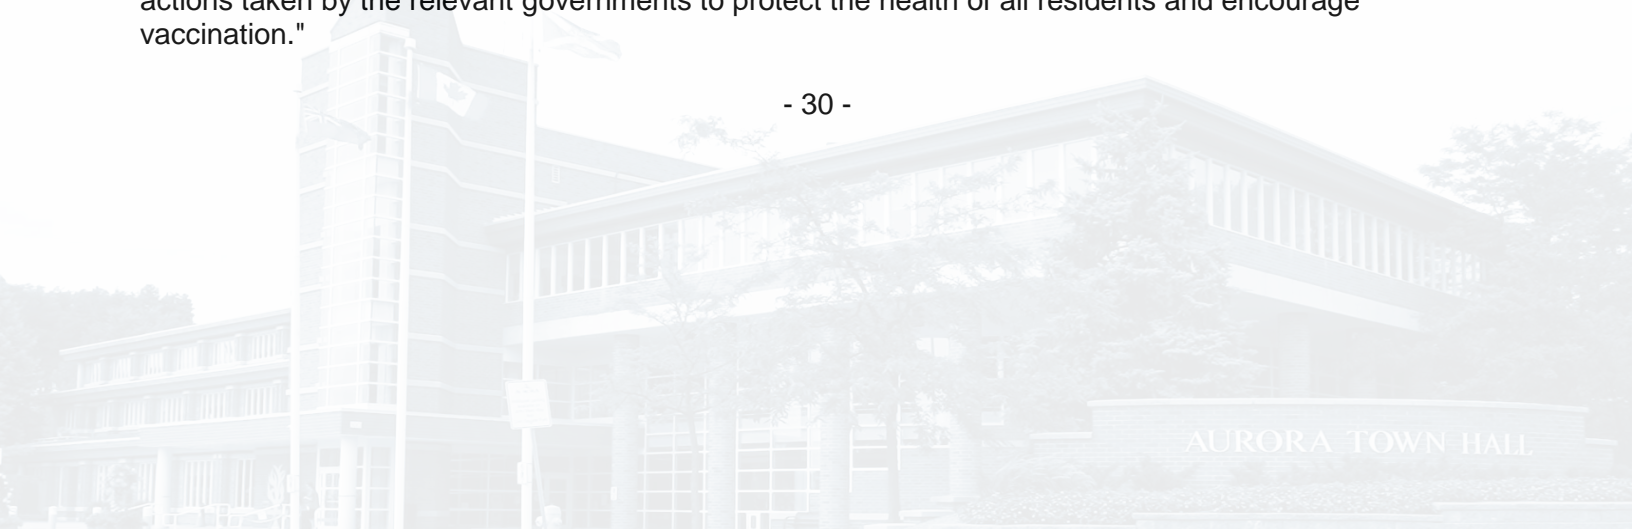 actions taken by the relevant governments to protect the health of all residents and encourage
vaccination."
- 30 -
AURORA TOWN HALL